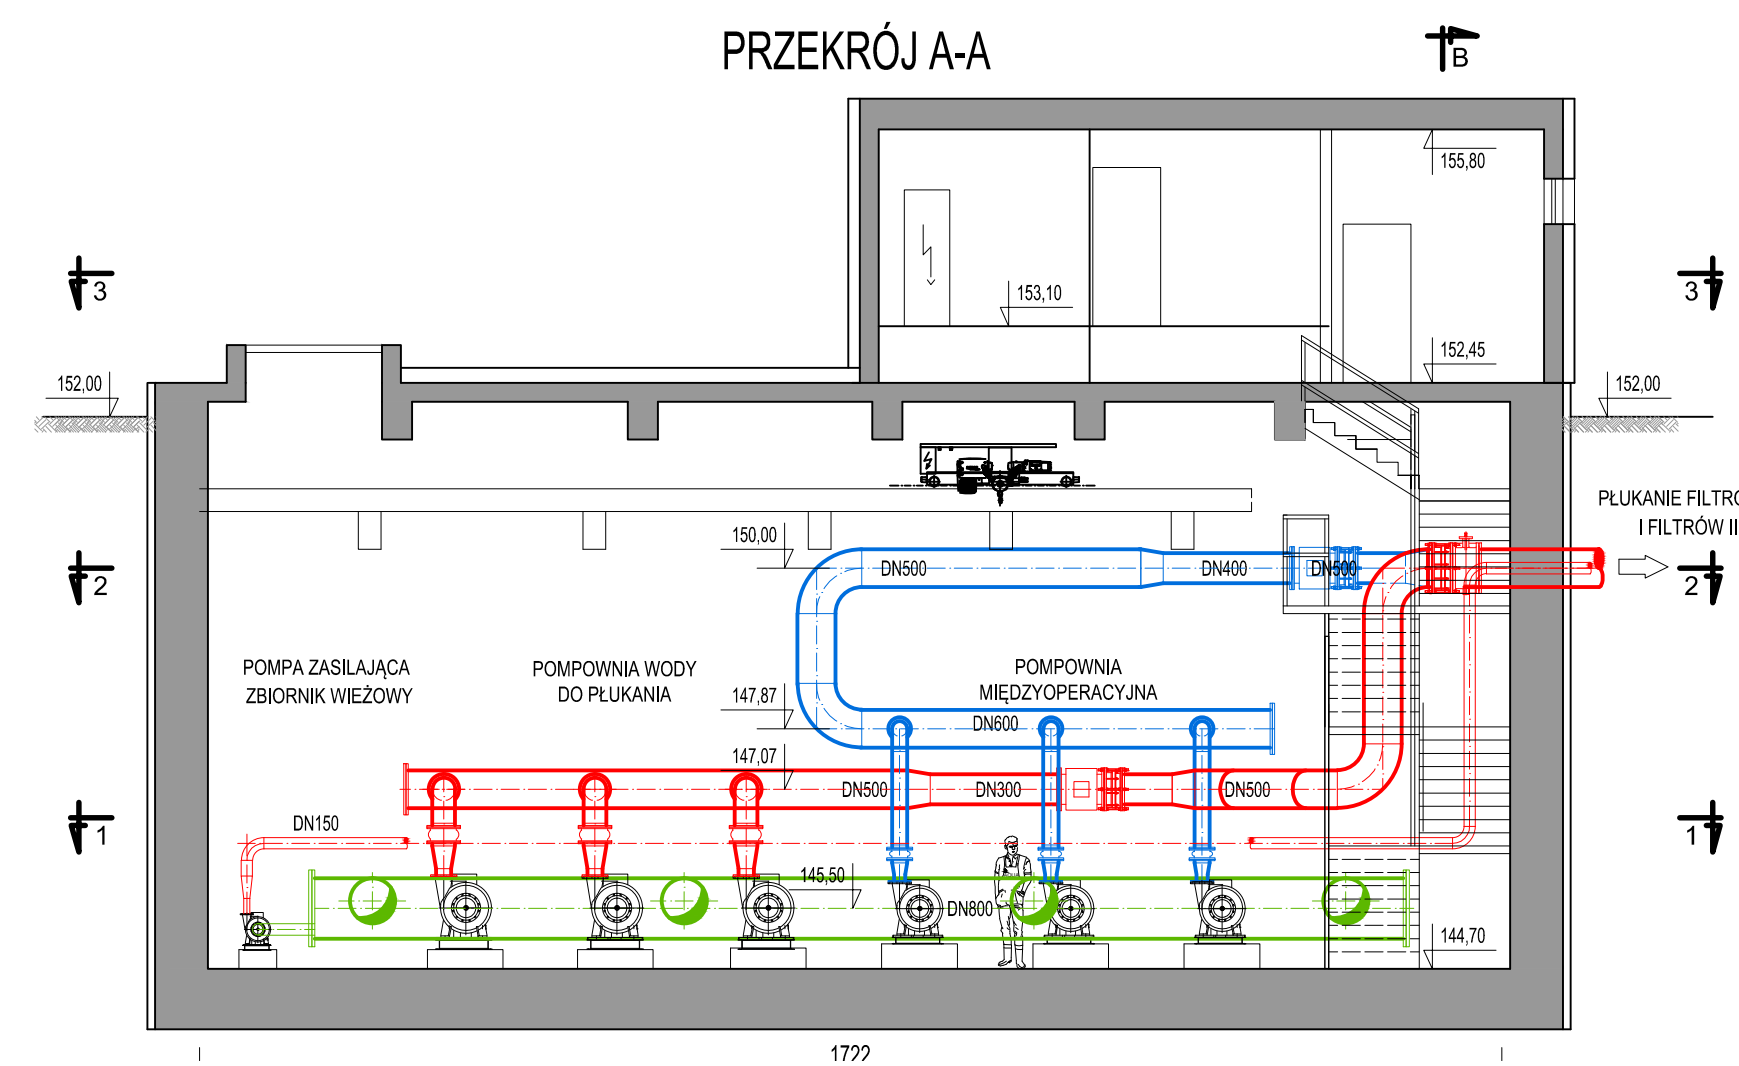 PRZEKRÓJ A-A
B
155,80
3
153,10
3
152,45
152,00
152,00
PŁUKANIE FILTRÓ
I FILTRÓW II
150,00
DN500
DN400
DN500
2
2
POMPA ZASILAJĄCA
ZBIORNIK WIEŻOWY
POMPOWNIA WODY
DO PŁUKANIA
POMPOWNIA
MIĘDZYOPERACYJNA
147,87
DN600
147,07
DN500
DN300
DN500
DN150
1
1
145,50
DN800
144,70
1722